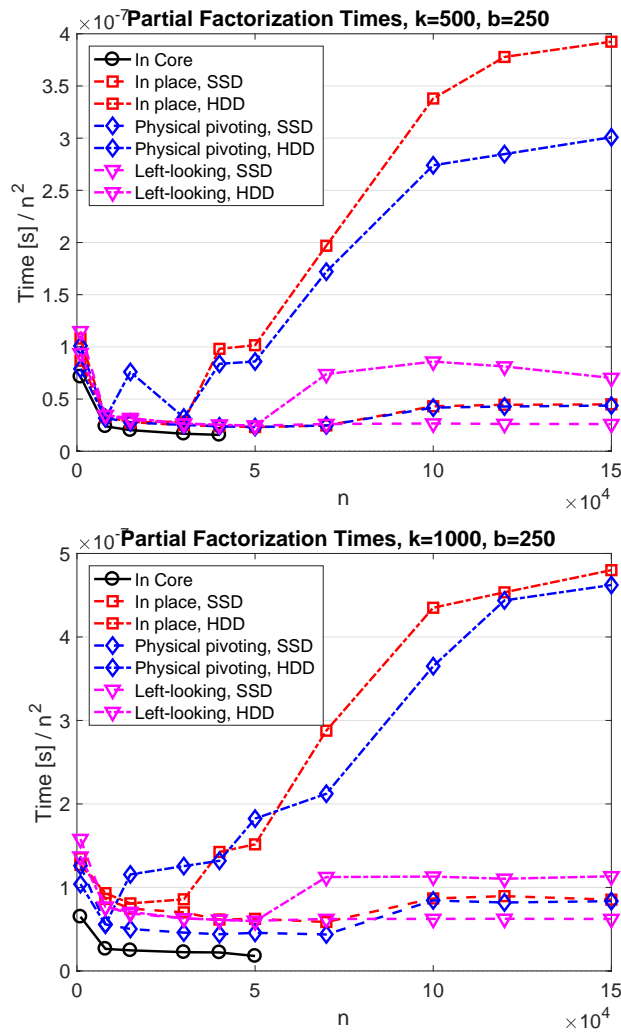 ×10⁻⁷
Partial Factorization Times, k=500, b=250
4
3.5
3
2.5
2
1.5
1
0.5
0
Time [s] / n²
In Core
In place, SSD
In place, HDD
Physical pivoting, SSD
Physical pivoting, HDD
Left-looking, SSD
Left-looking, HDD
0 5 10 15
n
×10⁴
×10⁻⁷
Partial Factorization Times, k=1000, b=250
5
4
3
2
1
0
Time [s] / n²
In Core
In place, SSD
In place, HDD
Physical pivoting, SSD
Physical pivoting, HDD
Left-looking, SSD
Left-looking, HDD
0 5 10 15
n
×10⁴